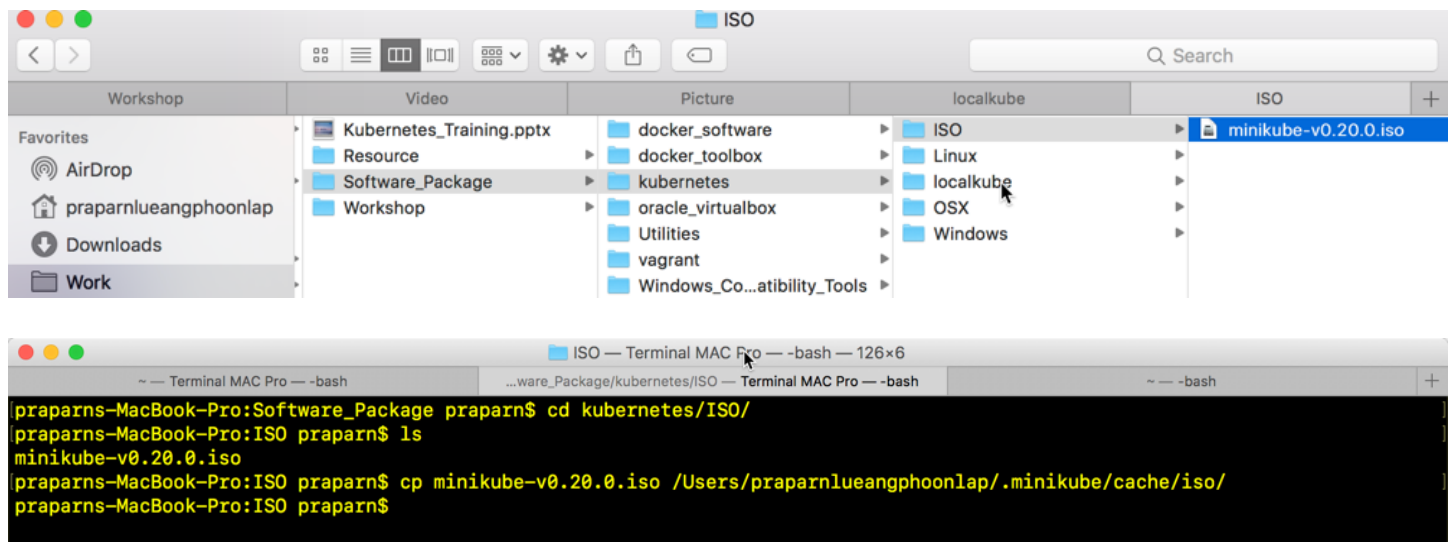 ISO
Search
Workshop Video Picture localkube ISO +
Favorites
AirDrop
praparnlueangphoonlap
Downloads
Work
Kubernetes_Training.pptx
Resource
Software_Package
Workshop
docker_software
docker_toolbox
kubernetes
oracle_virtualbox
Utilities
vagrant
Windows_Co...atibility_Tools
ISO
Linux
localkube
OSX
Windows
minikube-v0.20.0.iso
ISO — Terminal MAC Pro — -bash — 126×6
~ — Terminal MAC Pro — -bash ...ware_Package/kubernetes/ISO — Terminal MAC Pro — -bash ~ — -bash +
[praparns-MacBook-Pro:Software_Package praparn$ cd kubernetes/ISO/ ]
[praparns-MacBook-Pro:ISO praparn$ ls ]
minikube-v0.20.0.iso
[praparns-MacBook-Pro:ISO praparn$ cp minikube-v0.20.0.iso /Users/praparnlueangphoonlap/.minikube/cache/iso/ ]
praparns-MacBook-Pro:ISO praparn$